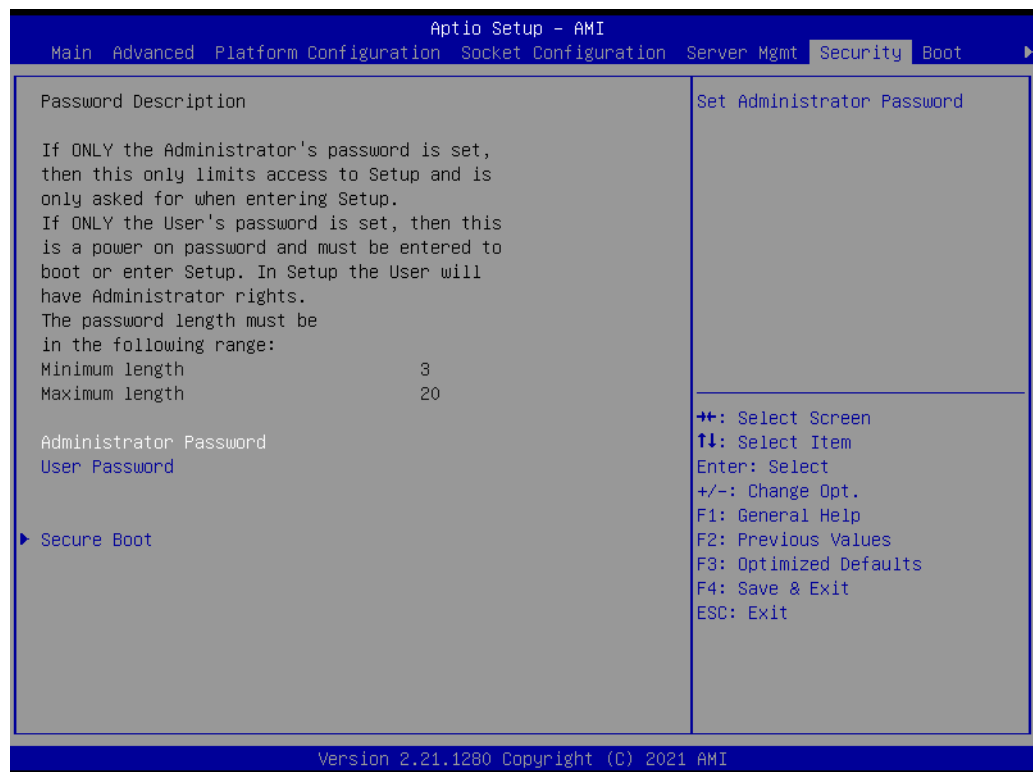 Aptio Setup – AMI
Main Advanced Platform Configuration Socket Configuration Server Mgmt Security Boot
Password Description
If ONLY the Administrator's password is set,
then this only limits access to Setup and is
only asked for when entering Setup.
If ONLY the User's password is set, then this
is a power on password and must be entered to
boot or enter Setup. In Setup the User will
have Administrator rights.
The password length must be
in the following range:
Minimum length 3
Maximum length 20
Administrator Password
User Password
Secure Boot
Set Administrator Password
→←: Select Screen
↑↓: Select Item
Enter: Select
+/-: Change Opt.
F1: General Help
F2: Previous Values
F3: Optimized Defaults
F4: Save & Exit
ESC: Exit
Version 2.21.1280 Copyright (C) 2021 AMI